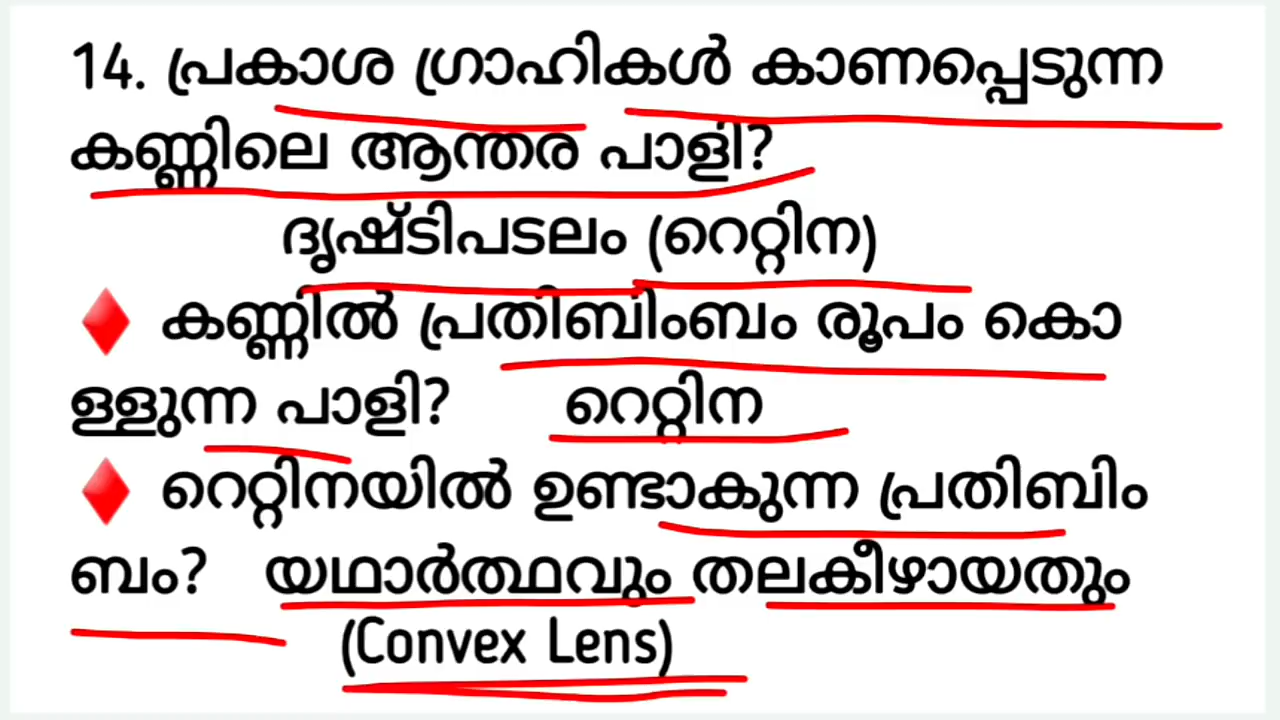 14. പ്രകാശ ഗ്രാഹികൾ കാണപ്പെടുന്ന
കണ്ണിലെ ആന്തര പാളി?
ദൃഷ്ടിപടലം (റെറ്റിന)
കണ്ണിൽ പ്രതിബിംബം രൂപം കൊ
ള്ളുന്ന പാളി? റെറ്റിന
റെറ്റിനയിൽ ഉണ്ടാകുന്ന പ്രതിബിം
ബം? യഥാർത്ഥവും തലകീഴായതും
(Convex Lens)